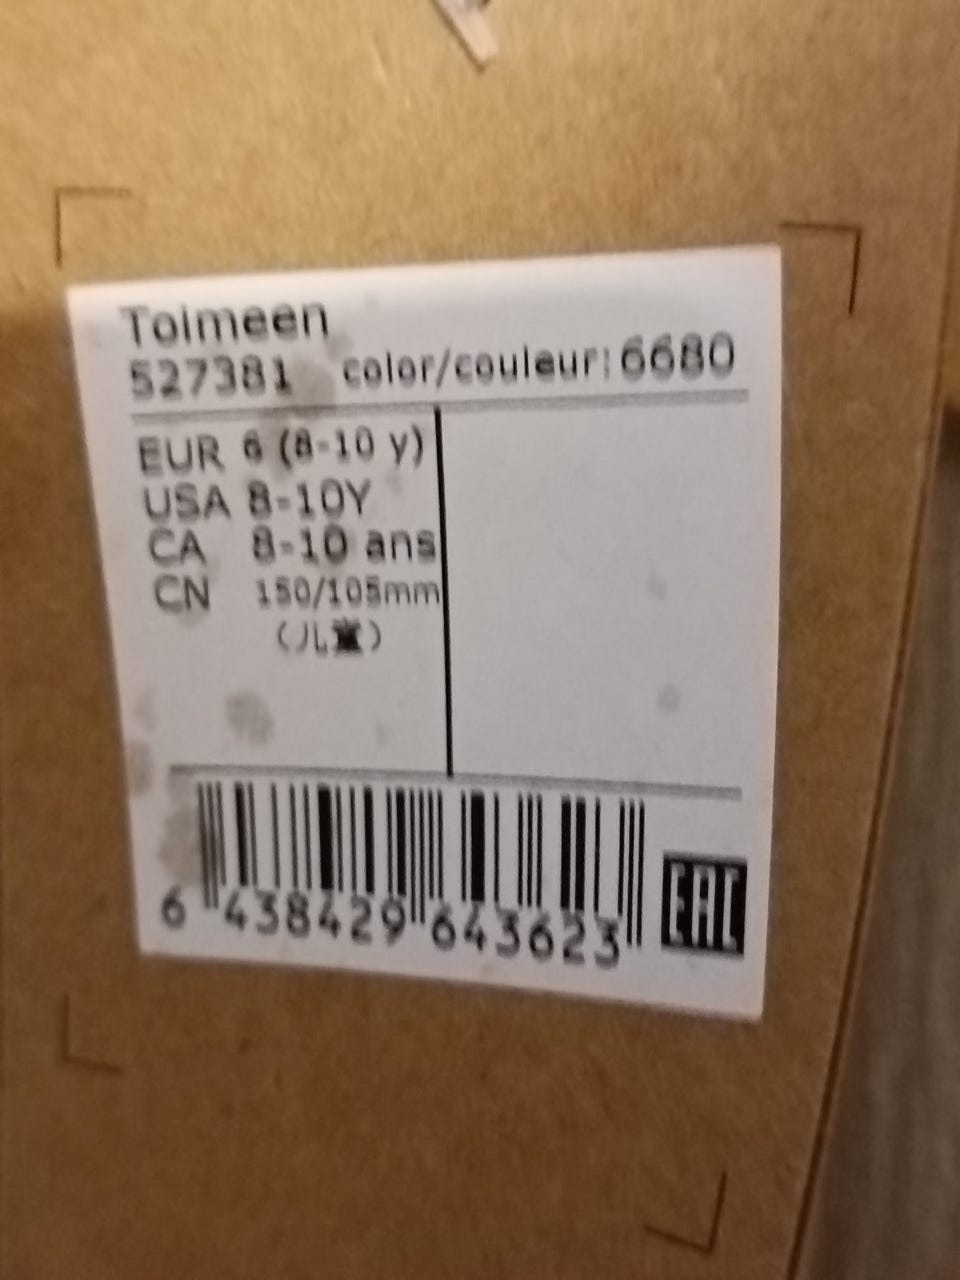 Toimeen
527381 color/couleur: 6680
EUR 6 (8-10 y)
USA 8-10Y
CA 8-10 ans
CN 150/105mm
(儿童)
6 438429 643623
EAC